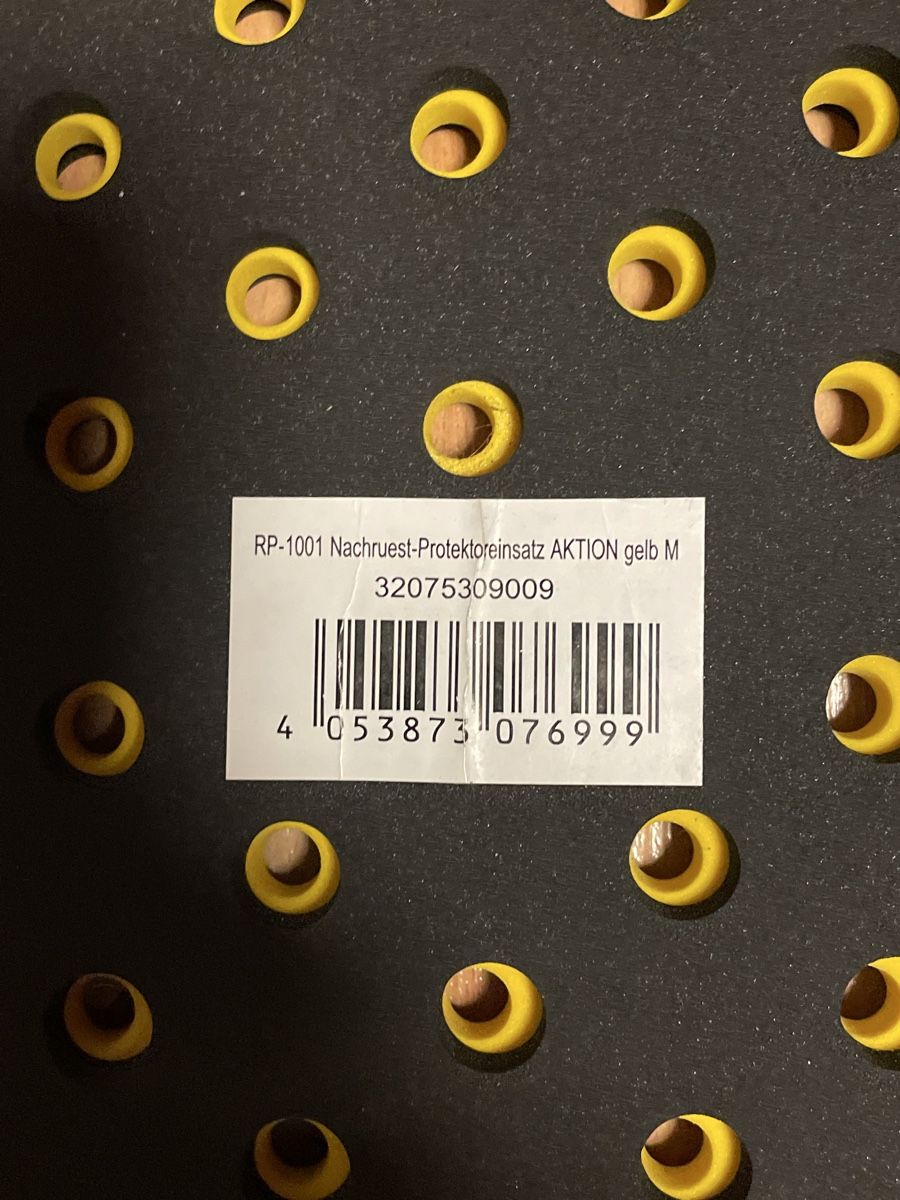 RP-1001 Nachruest-Protektoreinsatz AKTION gelb M
32075309009
4 053873 076999